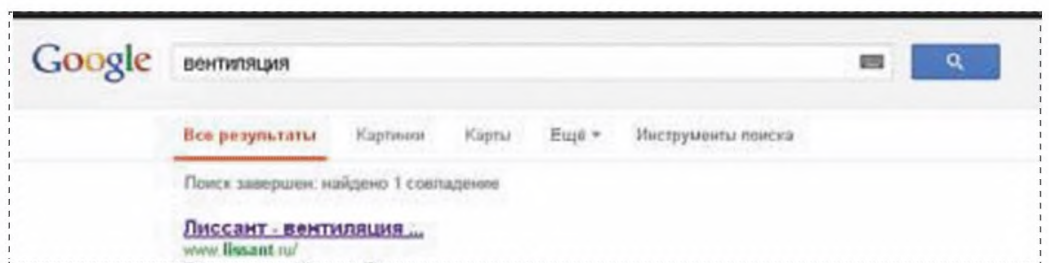 Google вентиляция
Все результаты Картинки Карты Ещё Инструменты поиска
Поиск завершен: найдено 1 совпадение
Лиссант - вентиляция ...
www.lissant.ru/